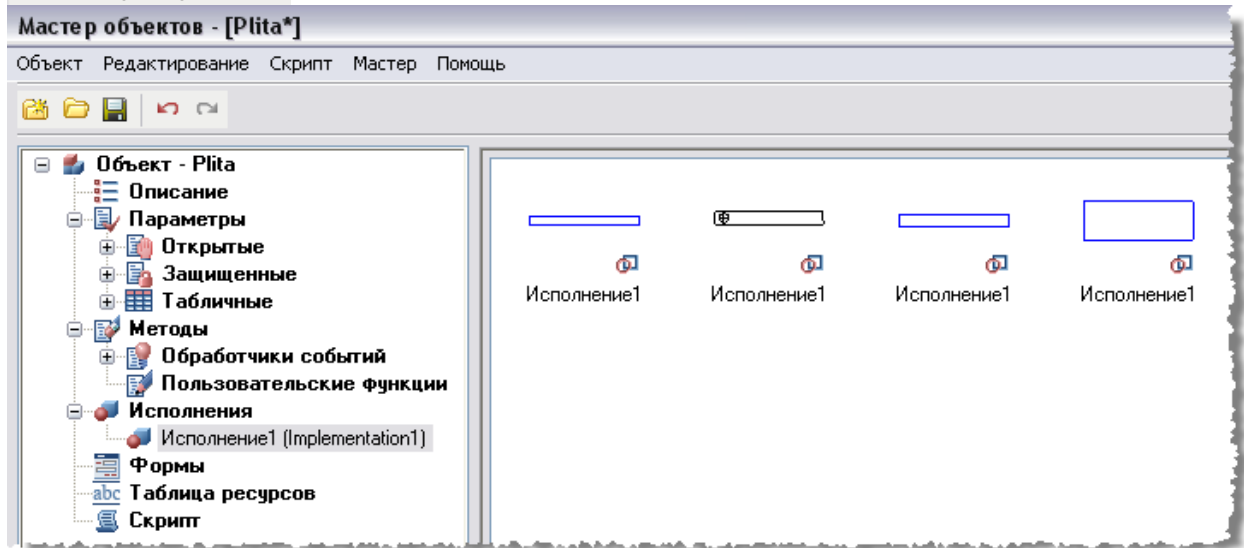 Мастер объектов - [Plita*]
Объект Редактирование Скрипт Мастер Помощь
Объект - Plita
Описание
Параметры
Открытые
Защищенные
Табличные
Методы
Обработчики событий
Пользовательские функции
Исполнения
Исполнение1 (Implementation1)
Формы
abc Таблица ресурсов
Скрипт
Исполнение1 Исполнение1 Исполнение1 Исполнение1